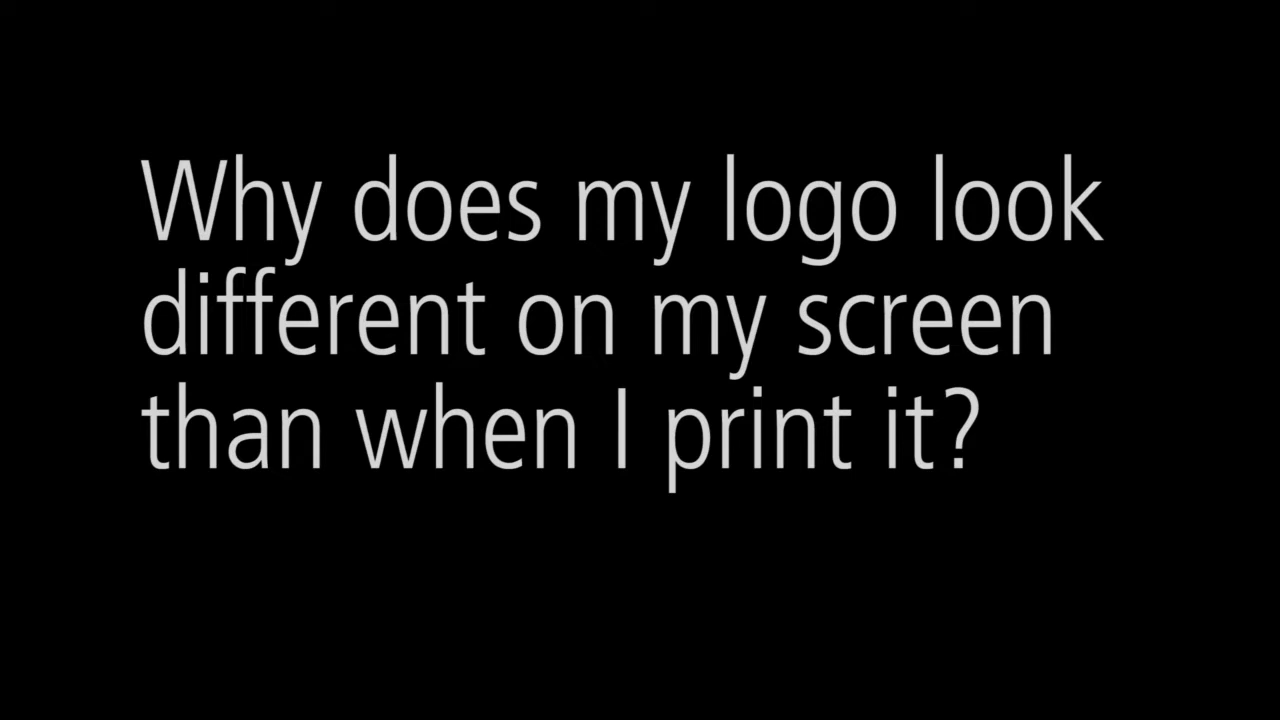 Why does my logo look
different on my screen
than when I print it?